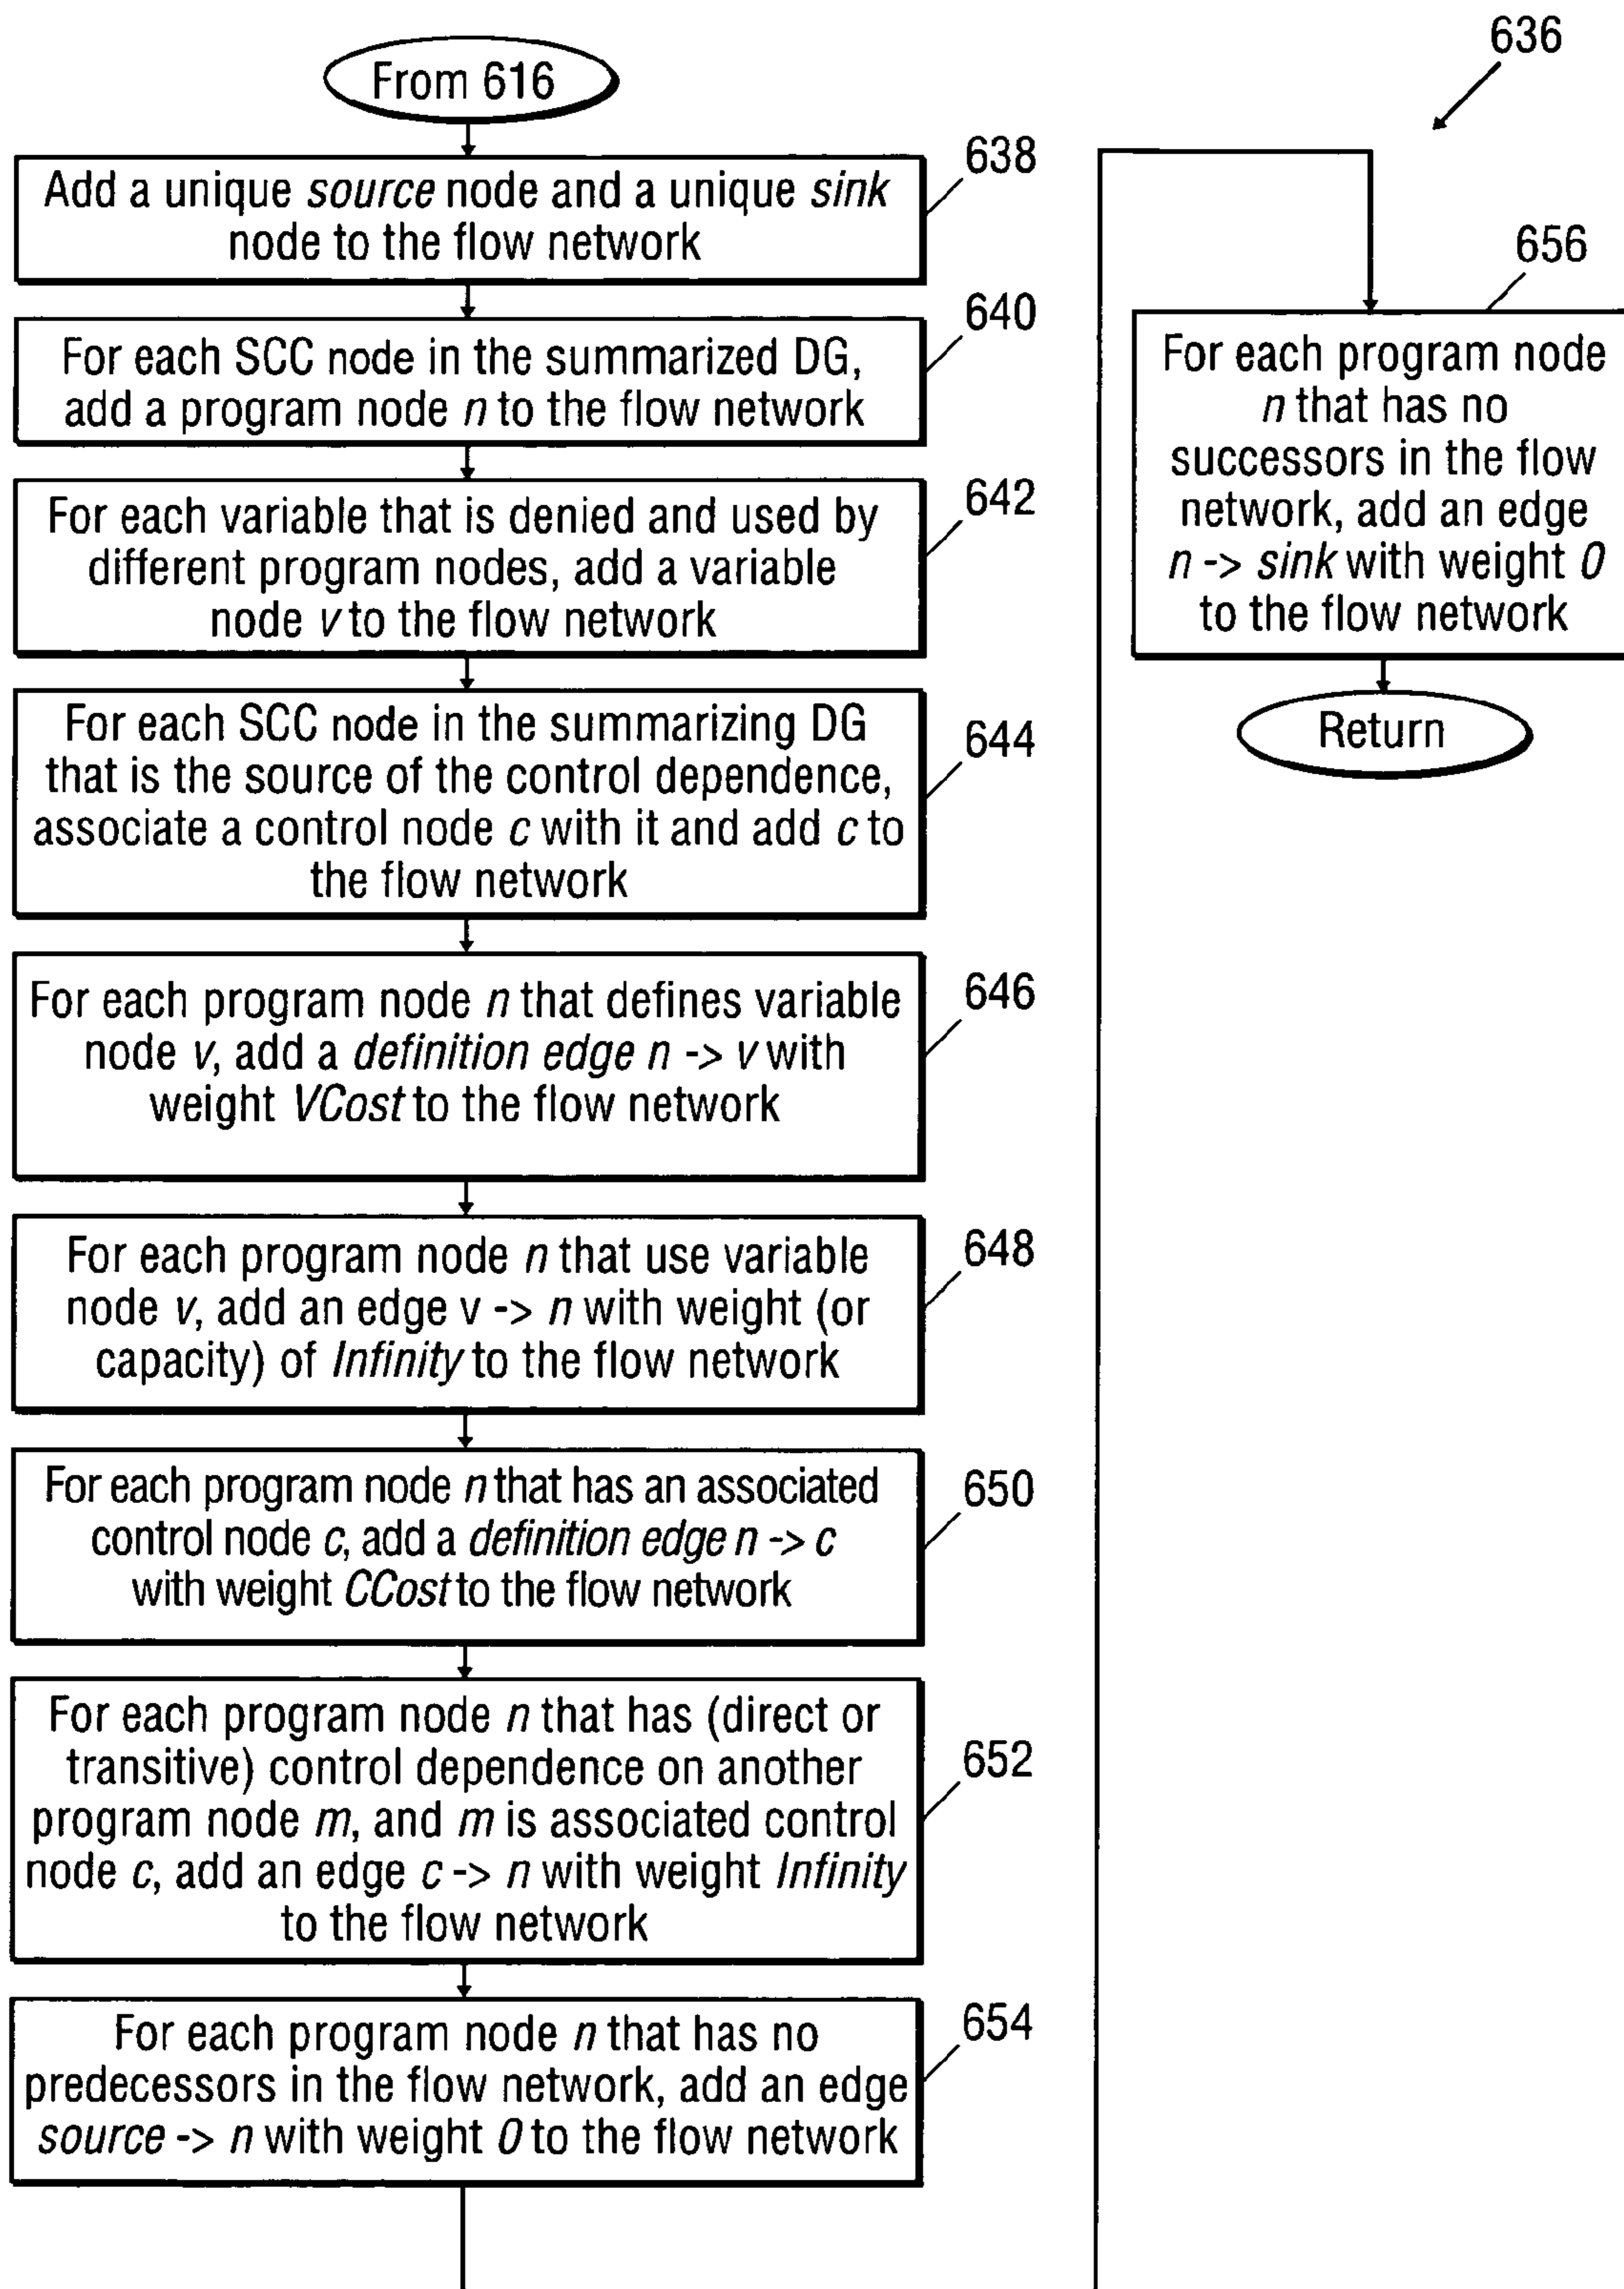 636
From 616
638
Add a unique source node and a unique sink
node to the flow network
640
For each SCC node in the summarized DG,
add a program node n to the flow network
642
For each variable that is denied and used by
different program nodes, add a variable
node v to the flow network
644
For each SCC node in the summarizing DG
that is the source of the control dependence,
associate a control node c with it and add c to
the flow network
646
For each program node n that defines variable
node v, add a definition edge n -> v with
weight VCost to the flow network
648
For each program node n that use variable
node v, add an edge v -> n with weight (or
capacity) of Infinity to the flow network
650
For each program node n that has an associated
control node c, add a definition edge n -> c
with weight CCost to the flow network
652
For each program node n that has (direct or
transitive) control dependence on another
program node m, and m is associated control
node c, add an edge c -> n with weight Infinity
to the flow network
654
For each program node n that has no
predecessors in the flow network, add an edge
source -> n with weight 0 to the flow network
656
For each program node
n that has no
successors in the flow
network, add an edge
n -> sink with weight 0
to the flow network
Return